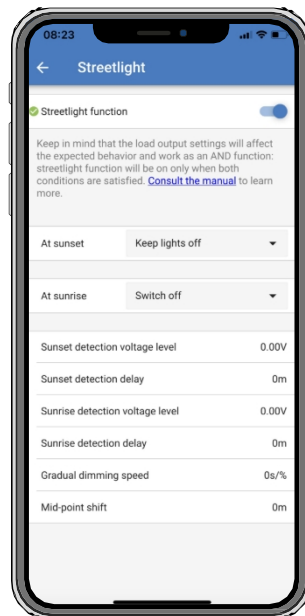 08:23
Streetlight
Streetlight function
Keep in mind that the load output settings will affect
the expected behavior and work as an AND function:
streetlight function will be on only when both
conditions are satisfied. Consult the manual to learn
more.
At sunset Keep lights off
At sunrise Switch off
Sunset detection voltage level 0.00V
Sunset detection delay 0m
Sunrise detection voltage level 0.00V
Sunrise detection delay 0m
Gradual dimming speed 0s/%
Mid-point shift 0m